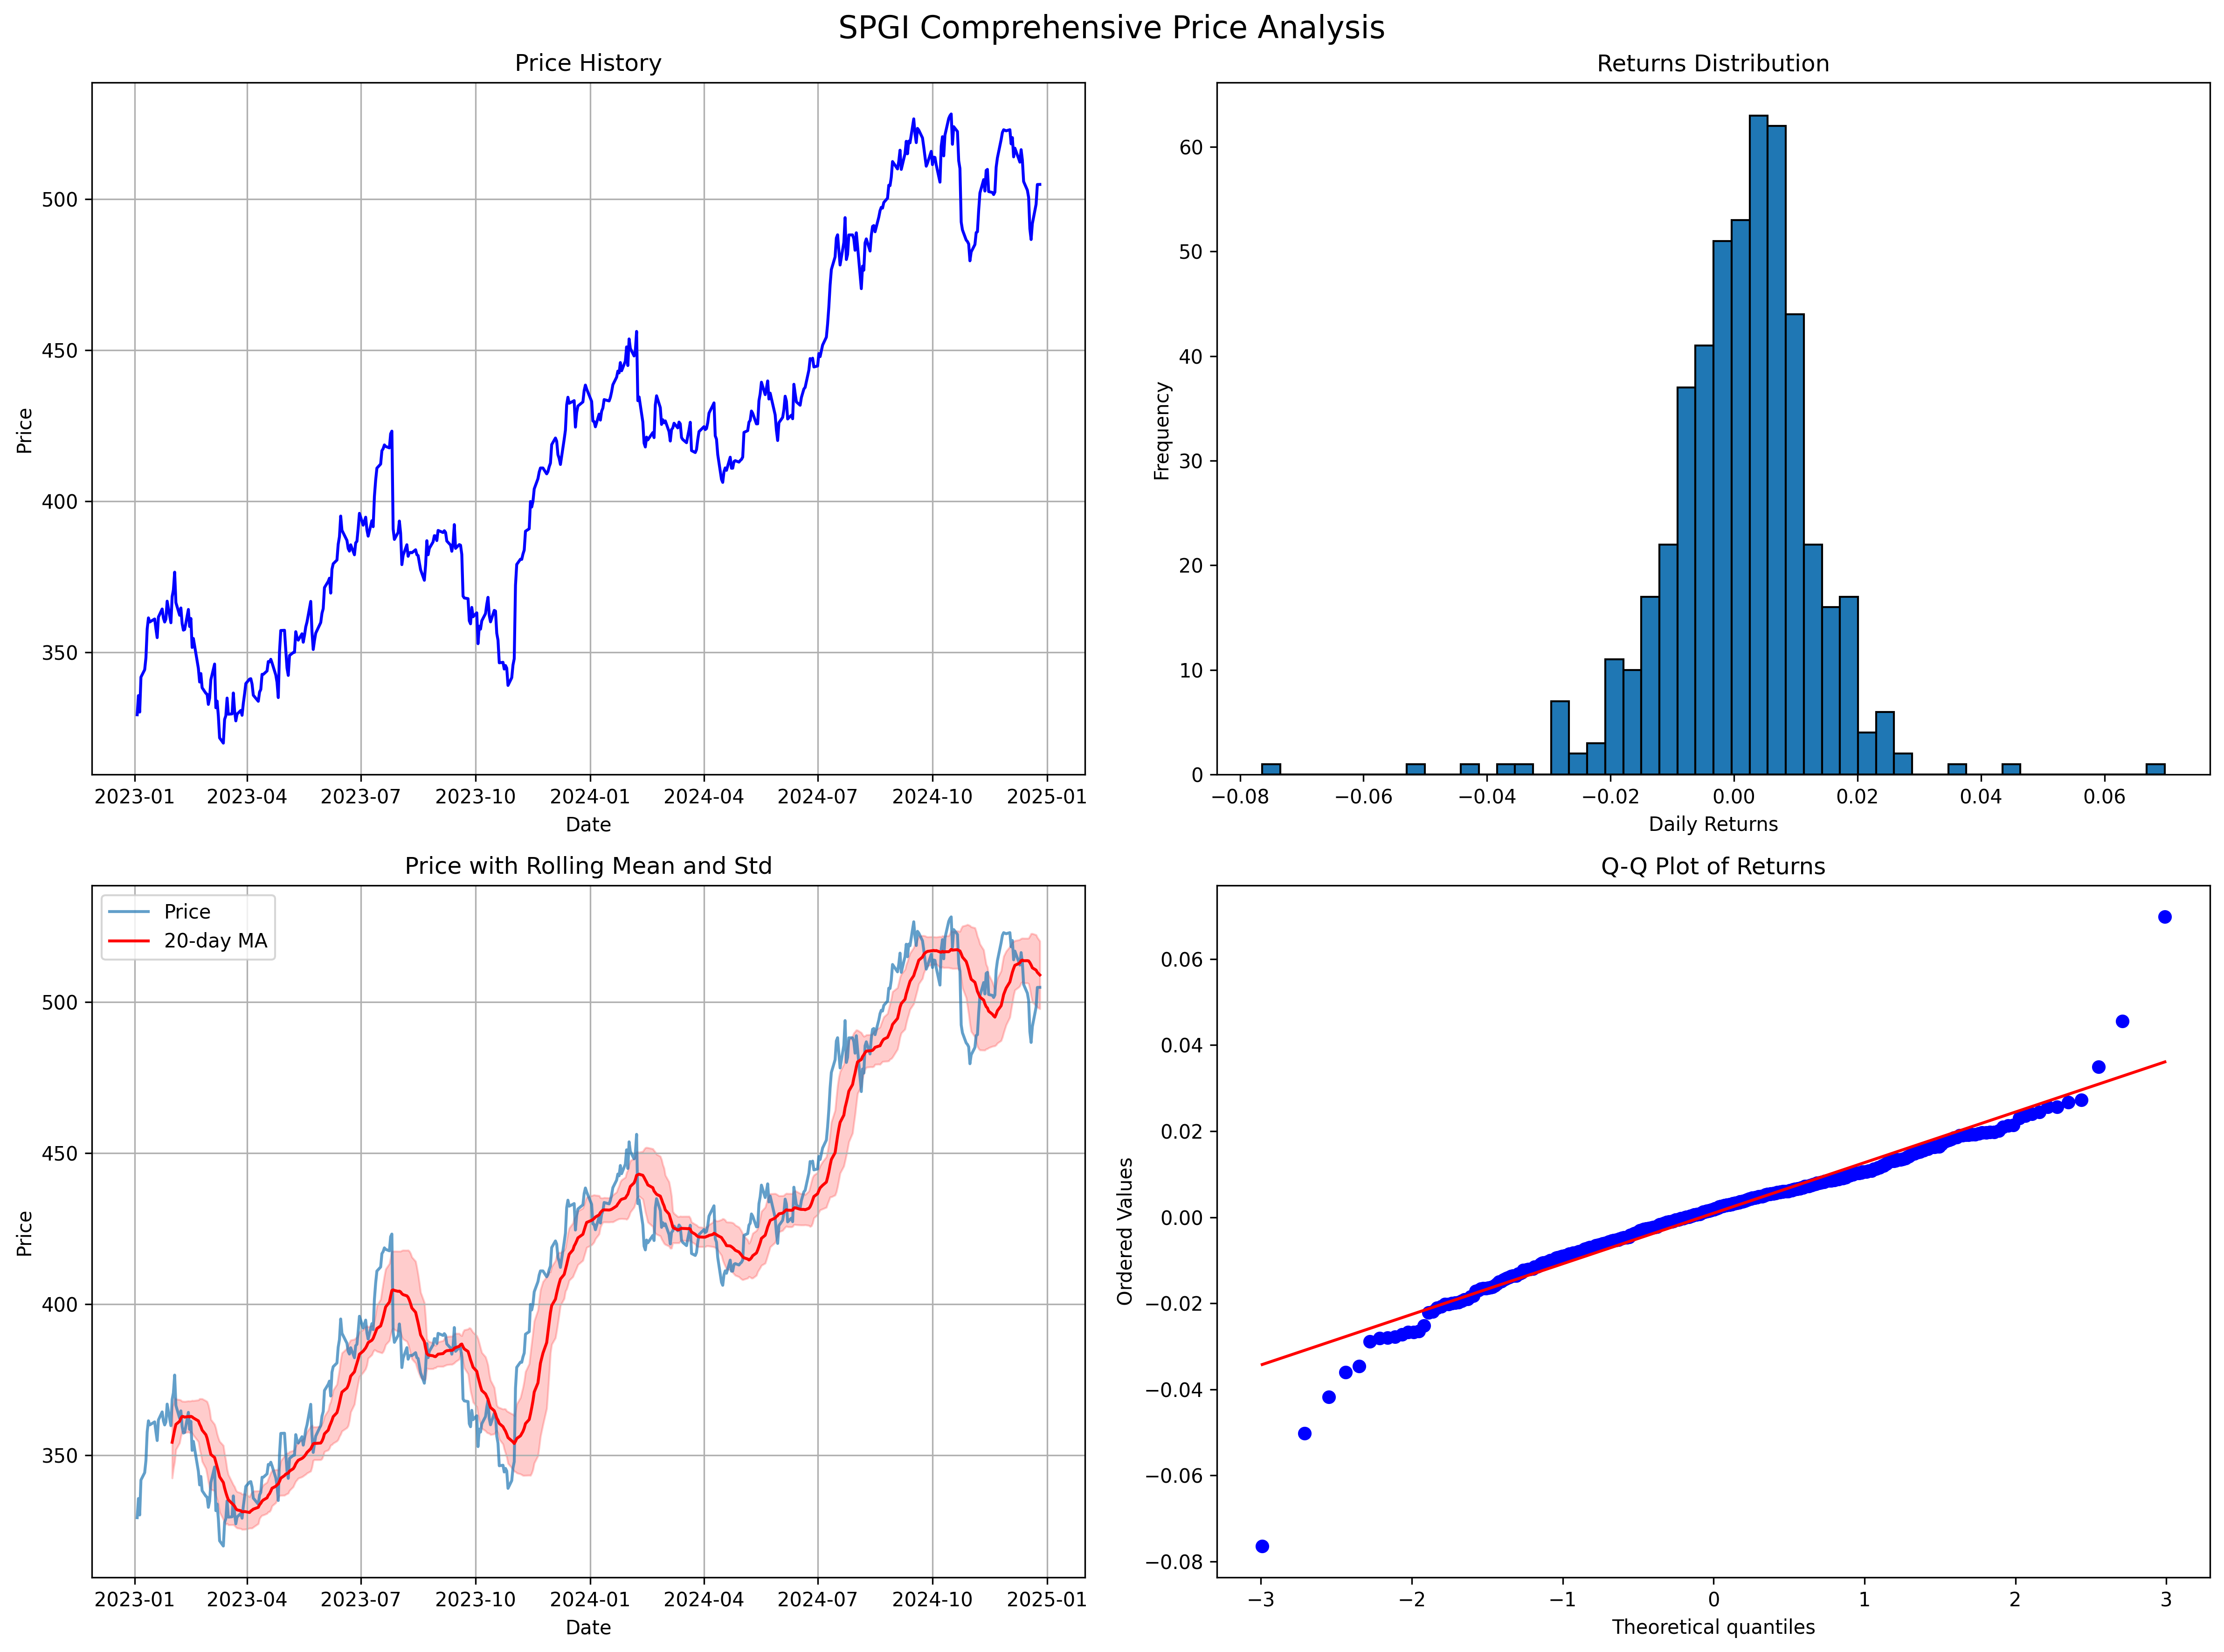 SPGI Comprehensive Price Analysis
Price History
Price
500
450
400
350
2023-01 2023-04 2023-07 2023-10 2024-01 2024-04 2024-07 2024-10 2025-01
Date
Returns Distribution
Frequency
60
50
40
30
20
10
0
−0.08 −0.06 −0.04 −0.02 0.00 0.02 0.04 0.06
Daily Returns
Price with Rolling Mean and Std
Price
20-day MA
Price
500
450
400
350
2023-01 2023-04 2023-07 2023-10 2024-01 2024-04 2024-07 2024-10 2025-01
Date
Q-Q Plot of Returns
Ordered Values
0.06
0.04
0.02
0.00
−0.02
−0.04
−0.06
−0.08
−3 −2 −1 0 1 2 3
Theoretical quantiles